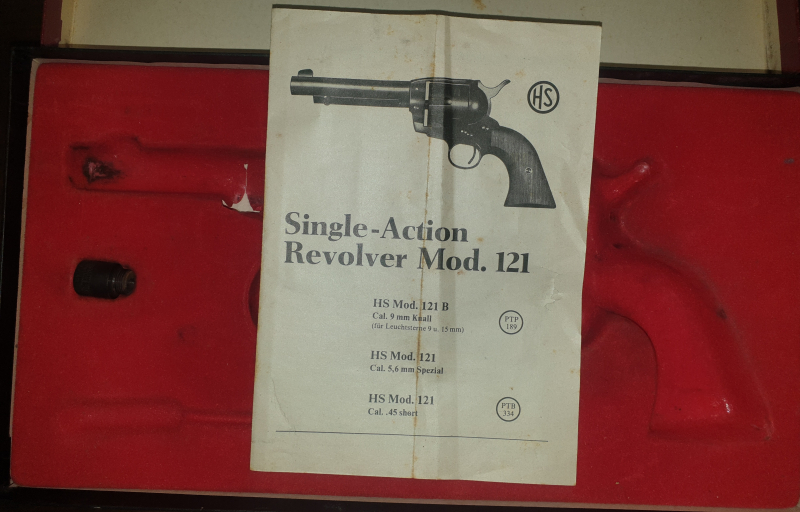 HS
Single-Action
Revolver Mod. 121
HS Mod. 121 B
Cal. 9 mm Knall
(für Leuchtsterne 9 u. 15 mm)
PTP
189
HS Mod. 121
Cal. 5,6 mm Spezial
HS Mod. 121
Cal. .45 short
PTB
334